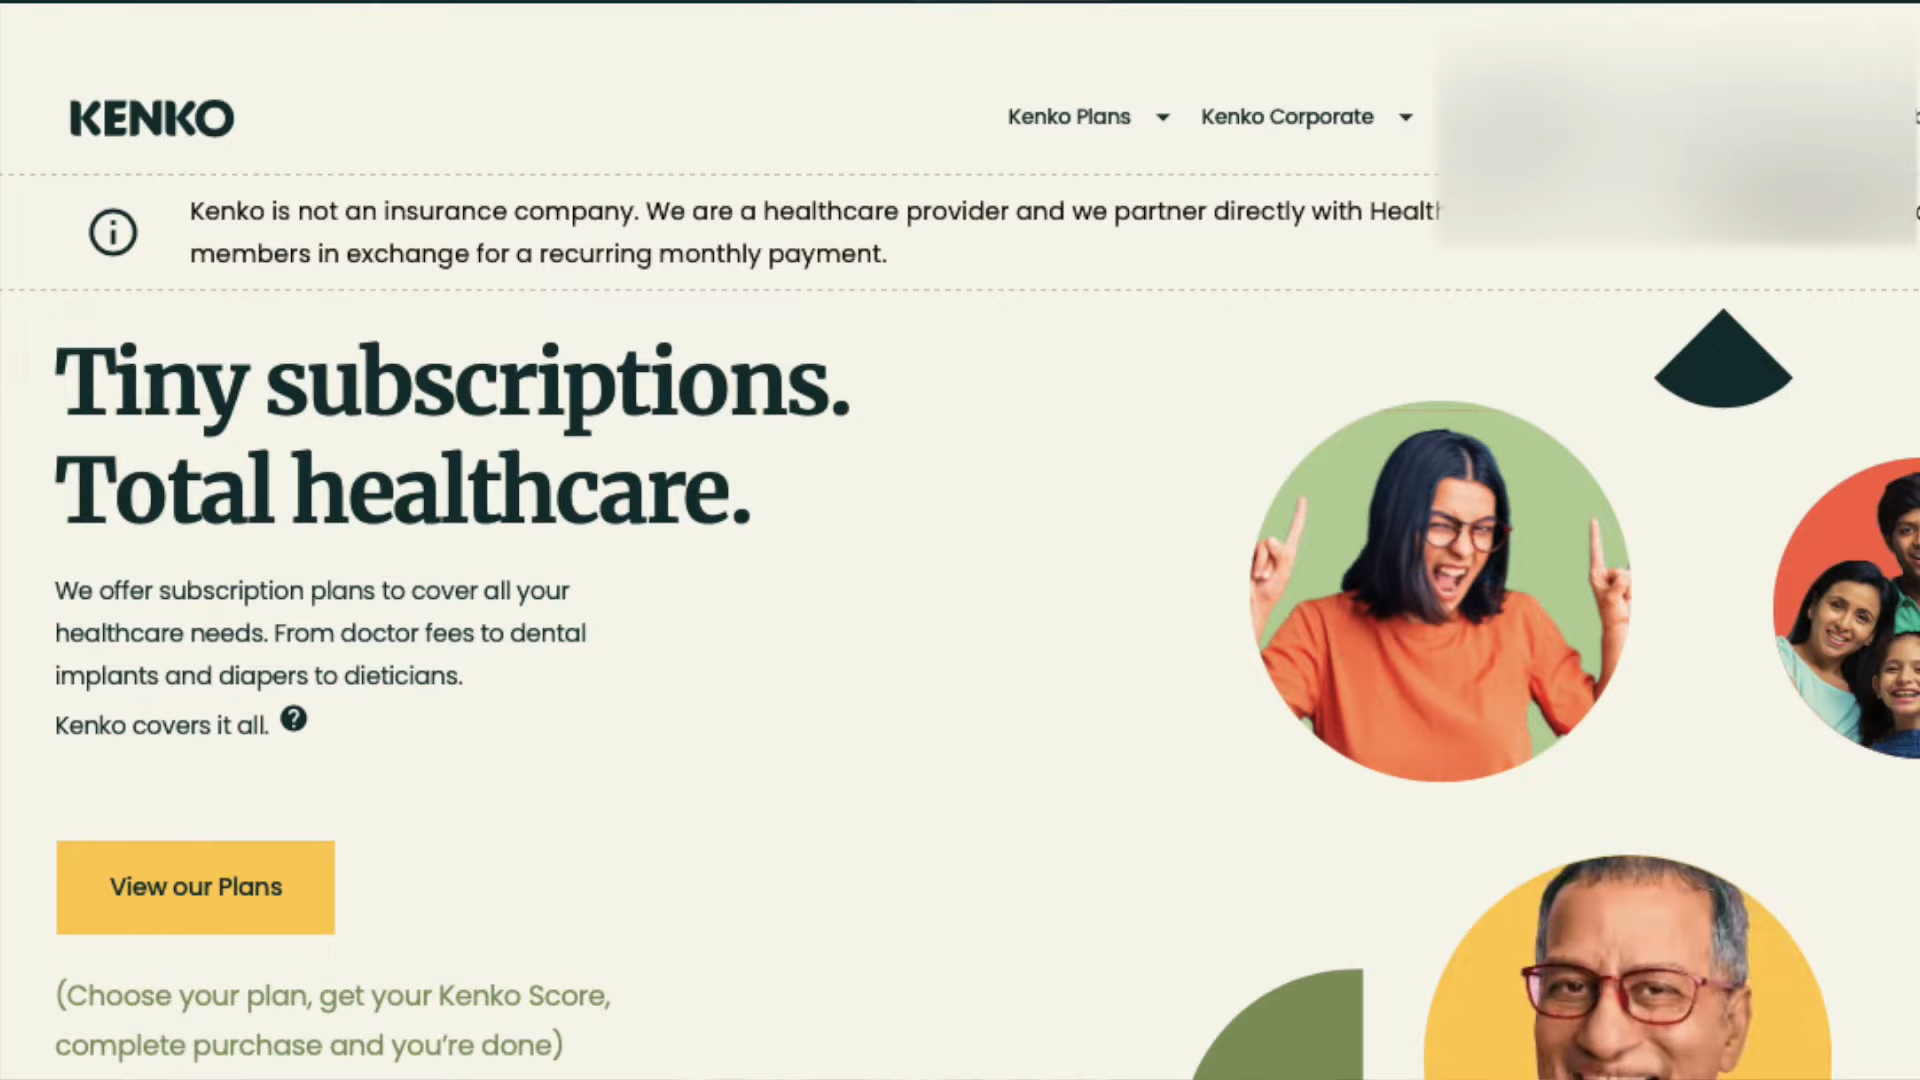 KENKO
Kenko Plans
Kenko Corporate
Kenko is not an insurance company. We are a healthcare provider and we partner directly with
members in exchange for a recurring monthly payment.
Tiny subscriptions.
Total healthcare.
We offer subscription plans to cover all your
healthcare needs. From doctor fees to dental
implants and diapers to dieticians.
Kenko covers it all.
View our Plans
(Choose your plan, get your Kenko Score,
complete purchase and you're done)